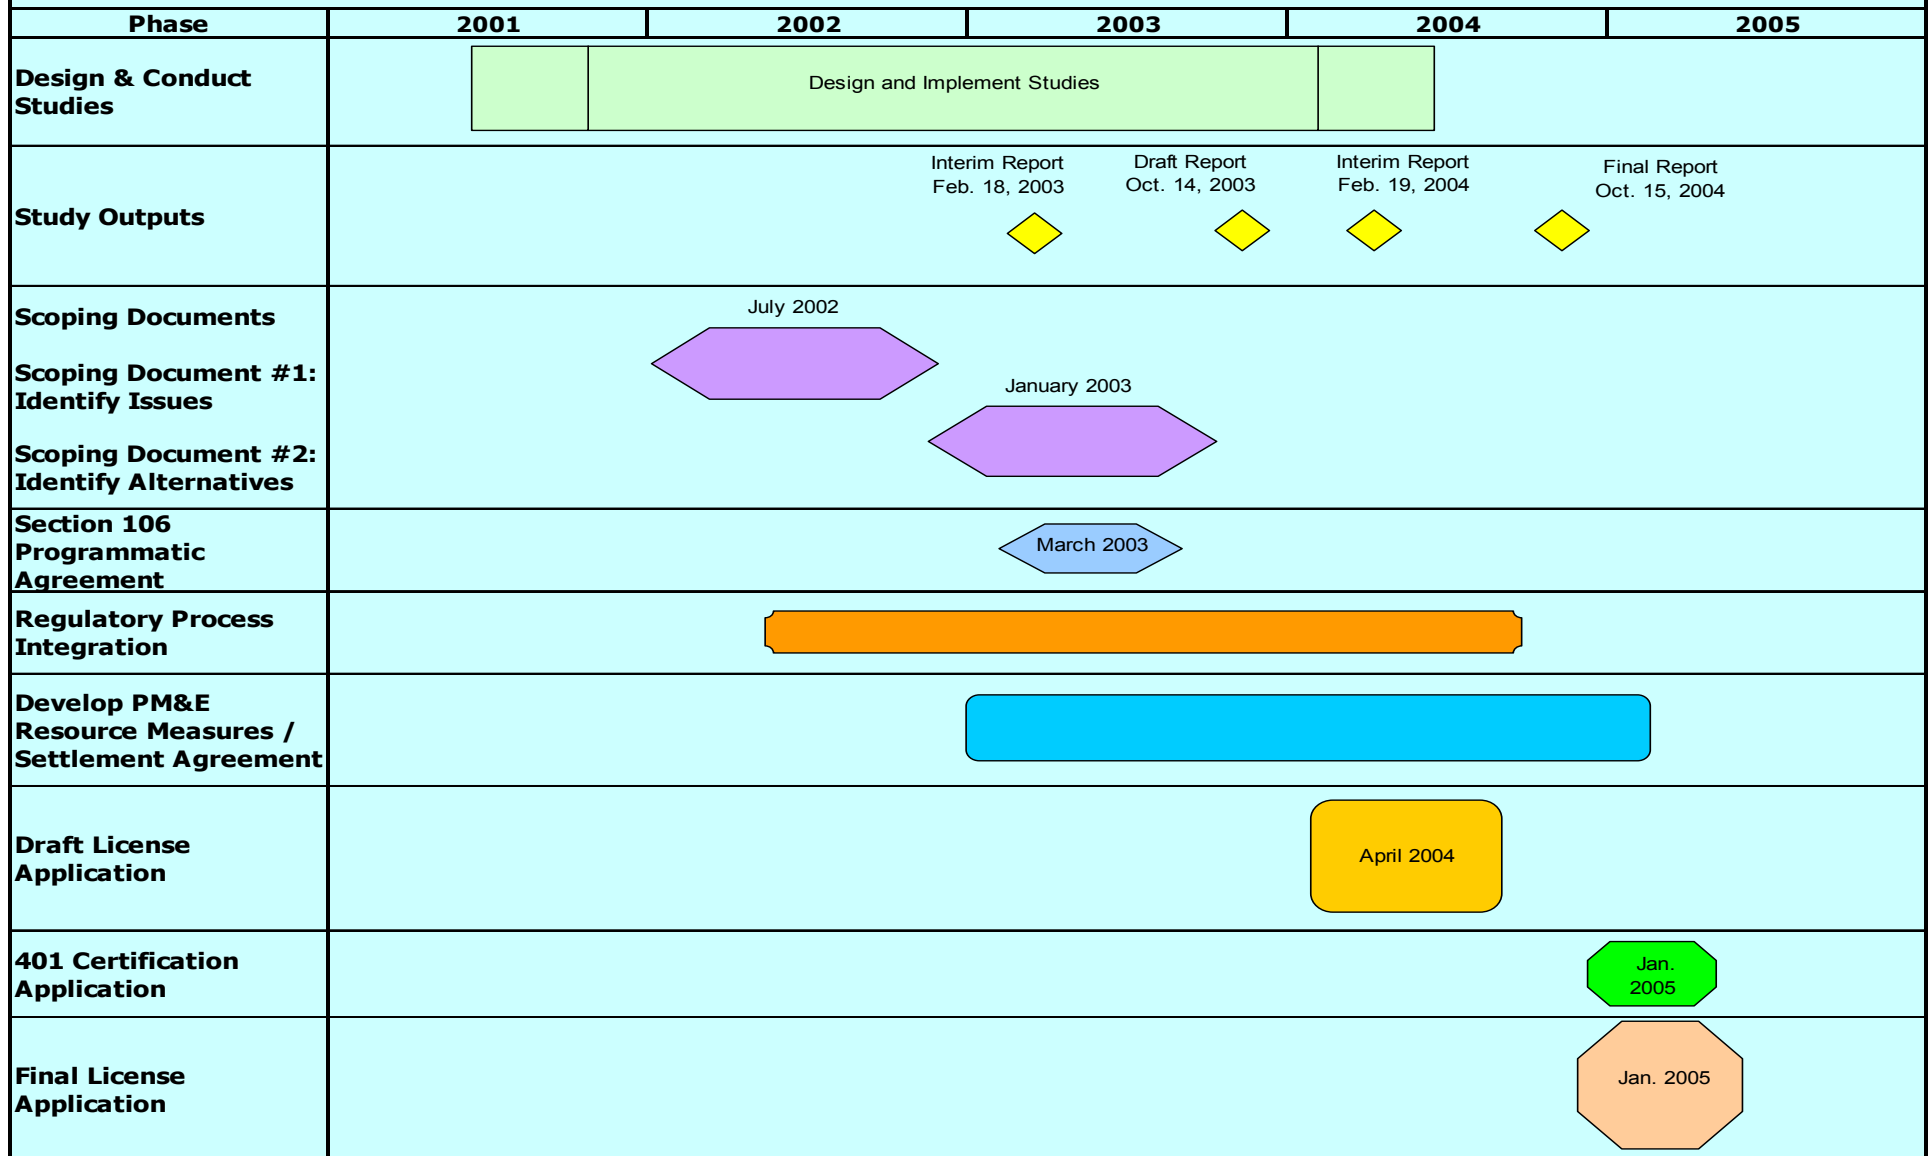 Phase 2001 2002 2003 2004 2005
Design & Conduct
Studies
Design and Implement Studies
Study Outputs
Interim Report
Feb. 18, 2003
Draft Report
Oct. 14, 2003
Interim Report
Feb. 19, 2004
Final Report
Oct. 15, 2004
Scoping Documents
Scoping Document #1:
Identify Issues
Scoping Document #2:
Identify Alternatives
July 2002
January 2003
Section 106
Programmatic
Agreement
March 2003
Regulatory Process
Integration
Develop PM&E
Resource Measures /
Settlement Agreement
Draft License
Application
April 2004
401 Certification
Application
Jan.
2005
Final License
Application
Jan. 2005